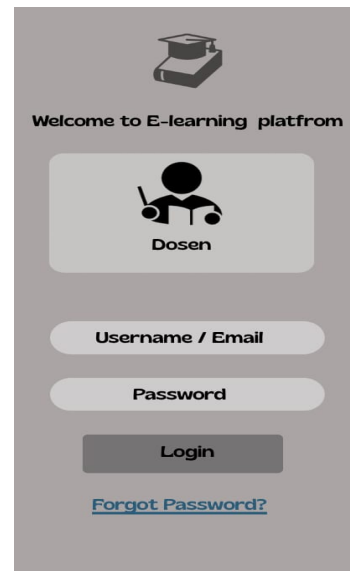 Welcome to E-learning platfrom
Dosen
Username / Email
Password
Login
Forgot Password?